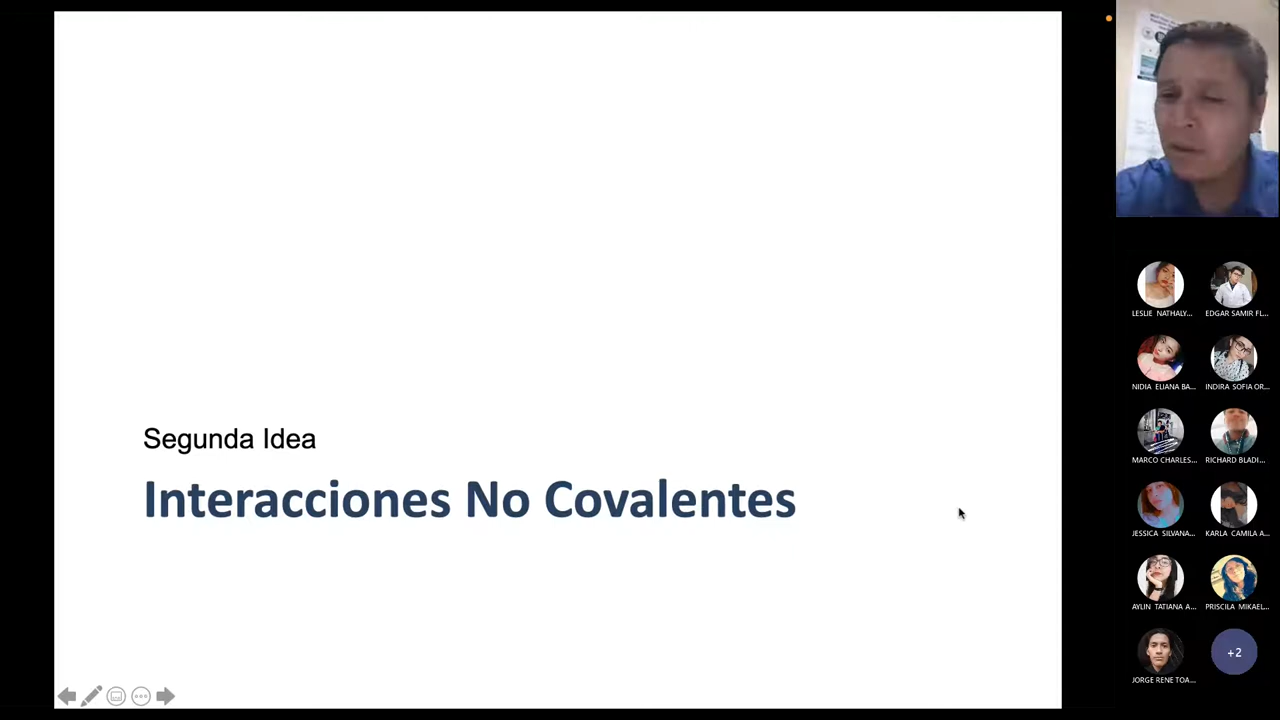 Segunda Idea
Interacciones No Covalentes
LESLIE NATHALY...
EDGAR SAMIR FL...
NIDIA ELIANA BA...
INDIRA SOFIA OR...
MARCO CHARLES...
RICHARD BLADI...
JESSICA SILVANA...
KARLA CAMILA A...
AYLIN TATIANA A...
PRISCILA MIKAEL...
JORGE RENE TOA...
+2